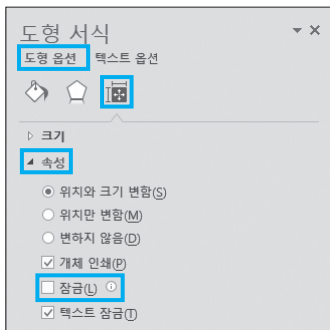 도형 서식
도형 옵션 텍스트 옵션
크기
속성
위치와 크기 변함(S)
위치만 변함(M)
변하지 않음(D)
개체 인쇄(P)
잠금(L)
텍스트 잠금(T)